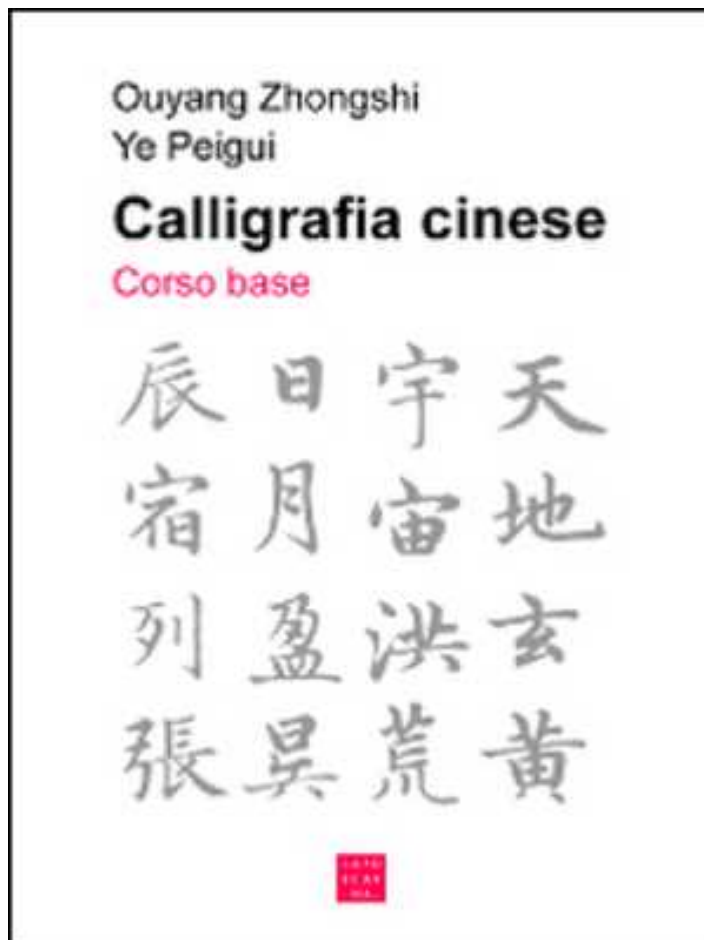 Ouyang Zhongshi
Ye Peigui
Calligrafia cinese
Corso base
天地玄黄
宇宙洪荒
日月盈昃
辰宿列張